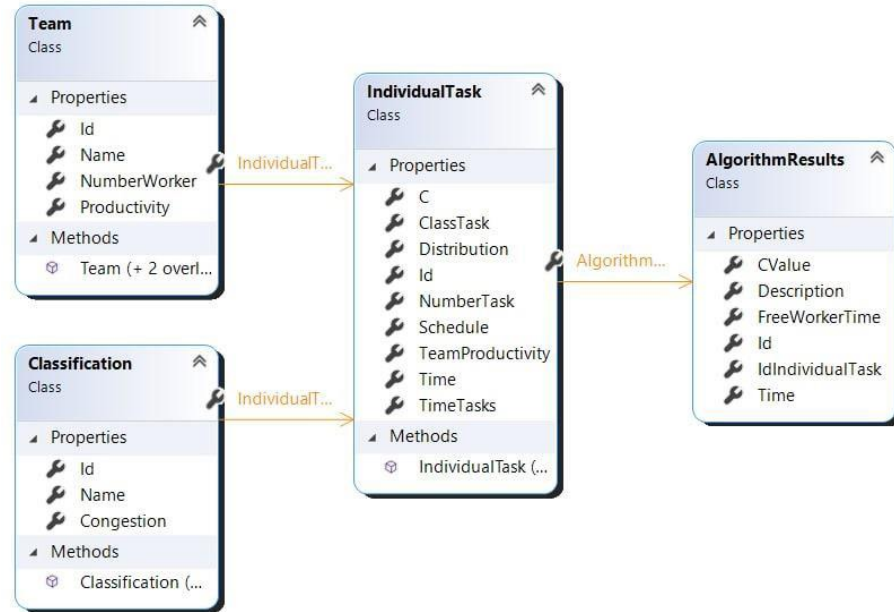 Team
Class
Properties
Id
Name
NumberWorker
Productivity
Methods
Team (+ 2 overl...
IndividualT...
Classification
Class
Properties
Id
Name
Congestion
Methods
Classification (...
IndividualT...
IndividualTask
Class
Properties
C
ClassTask
Distribution
Id
NumberTask
Schedule
TeamProductivity
Time
TimeTasks
Methods
IndividualTask (...
Algorithm...
AlgorithmResults
Class
Properties
CValue
Description
FreeWorkerTime
Id
IdIndividualTask
Time